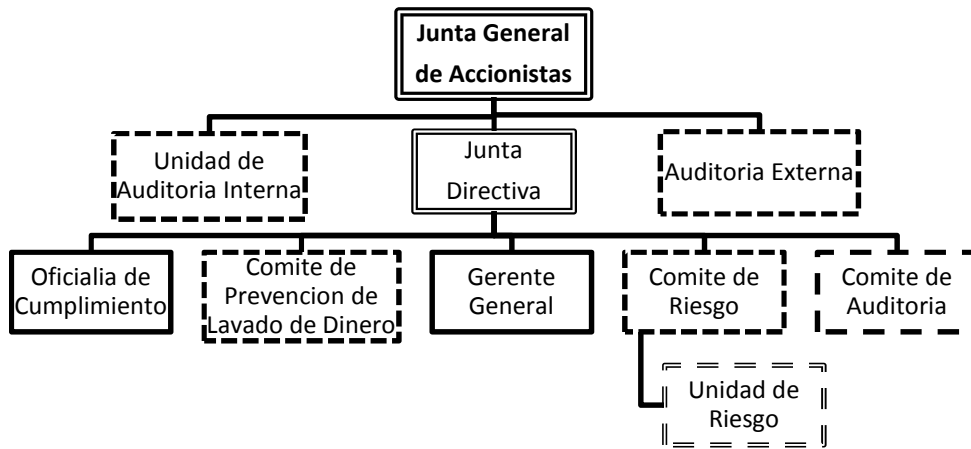 Junta General
de Accionistas
Unidad de
Auditoria Interna
Junta
Directiva
Auditoria Externa
Oficialia de
Cumplimiento
Comite de
Prevencion de
Lavado de Dinero
Gerente
General
Comite de
Riesgo
Comite de
Auditoria
Unidad de
Riesgo